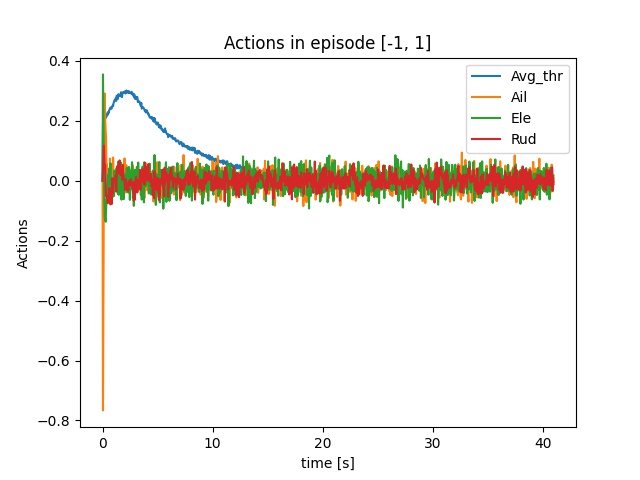 Actions in episode [-1, 1]
Avg_thr
Ail
Ele
Rud
Actions
0.4
0.2
0.0
−0.2
−0.4
−0.6
−0.8
0 10 20 30 40
time [s]